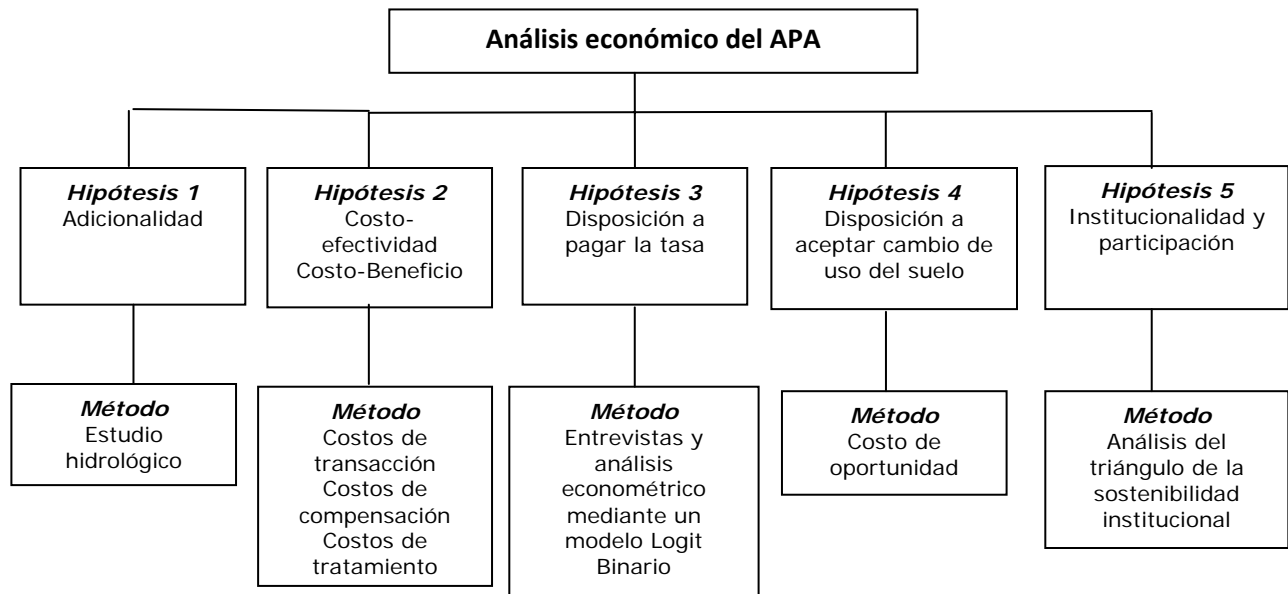 Análisis económico del APA
Hipótesis 1
Adicionalidad
Hipótesis 2
Costo-
efectividad
Costo-Beneficio
Hipótesis 3
Disposición a
pagar la tasa
Hipótesis 4
Disposición a
aceptar cambio de
uso del suelo
Hipótesis 5
Institucionalidad y
participación
Método
Estudio
hidrológico
Método
Costos de
transacción
Costos de
compensación
Costos de
tratamiento
Método
Entrevistas y
análisis
econométrico
mediante un
modelo Logit
Binario
Método
Costo de
oportunidad
Método
Análisis del
triángulo de la
sostenibilidad
institucional